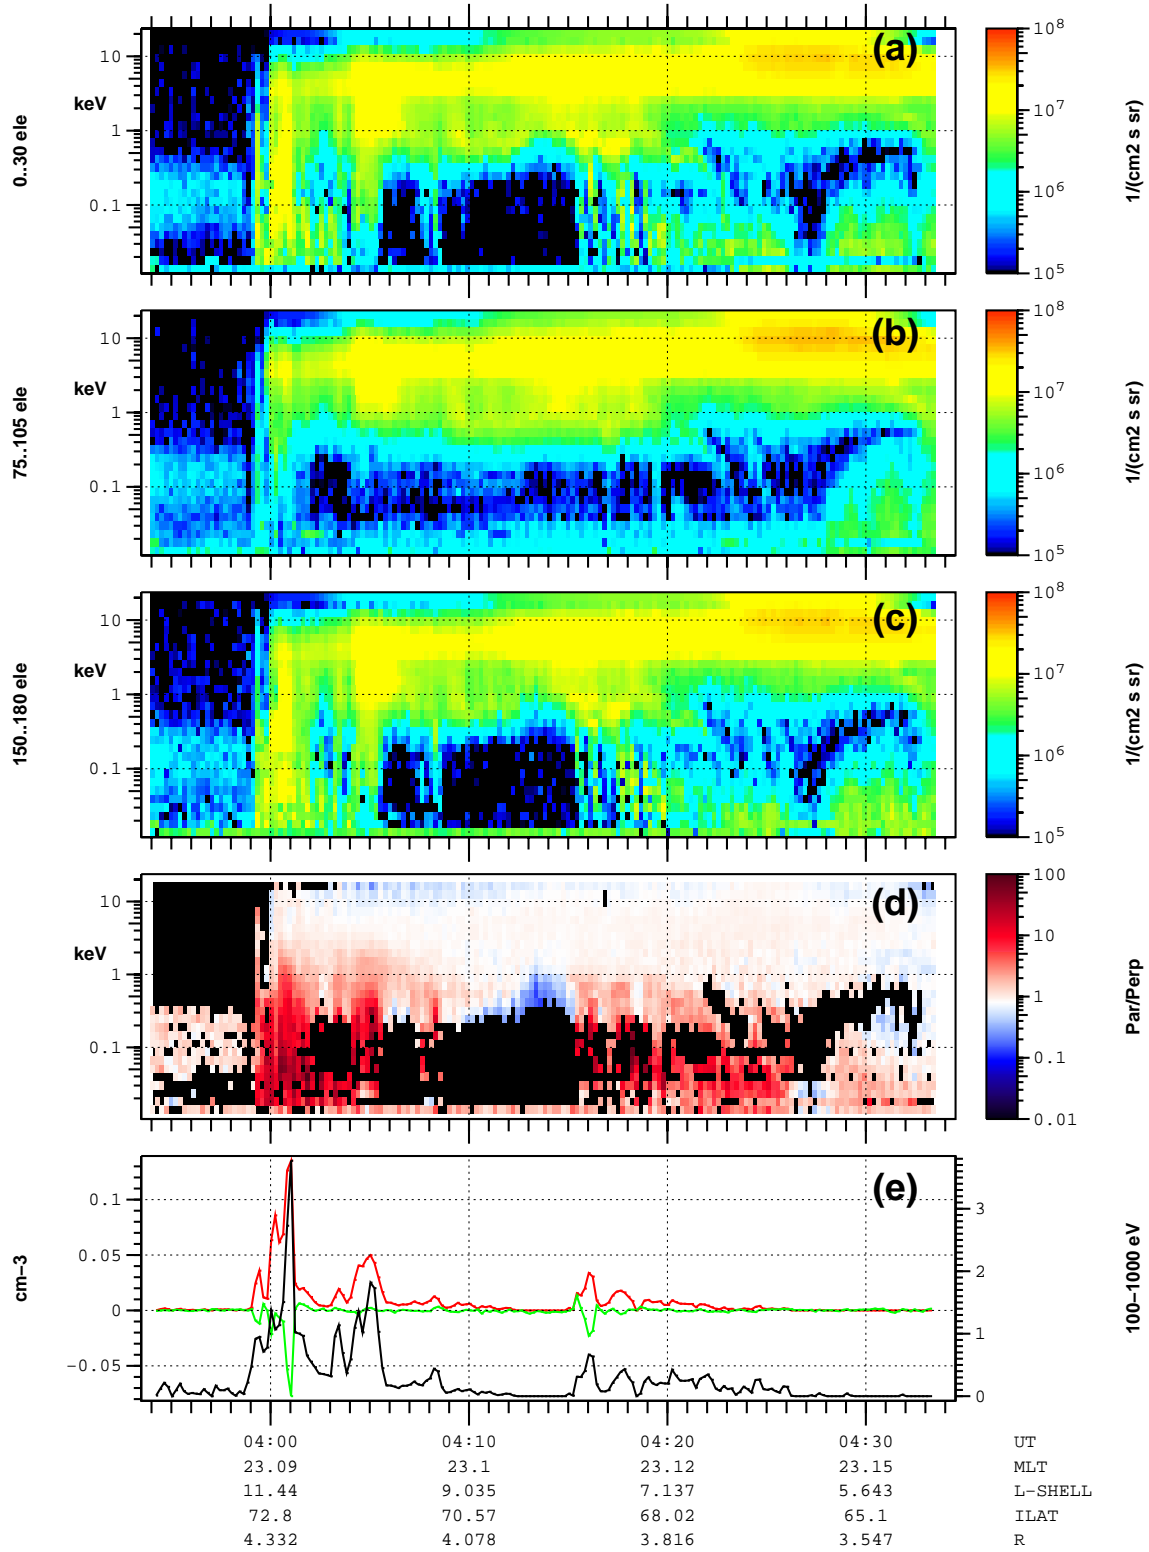 (a)
10
keV
1
0.1
0..30 ele
10^8
10^7
10^6
10^5
1/(cm2 s sr)
(b)
10
keV
1
0.1
75..105 ele
10^8
10^7
10^6
10^5
1/(cm2 s sr)
(c)
10
keV
1
0.1
150..180 ele
10^8
10^7
10^6
10^5
1/(cm2 s sr)
(d)
10
keV
1
0.1
100
10
1
0.1
0.01
Par/Perp
(e)
0.1
0.05
0
−0.05
cm−3
3
2
1
0
100−1000 eV
04:00 04:10 04:20 04:30 UT
23.09 23.1 23.12 23.15 MLT
11.44 9.035 7.137 5.643 L−SHELL
72.8 70.57 68.02 65.1 ILAT
4.332 4.078 3.816 3.547 R